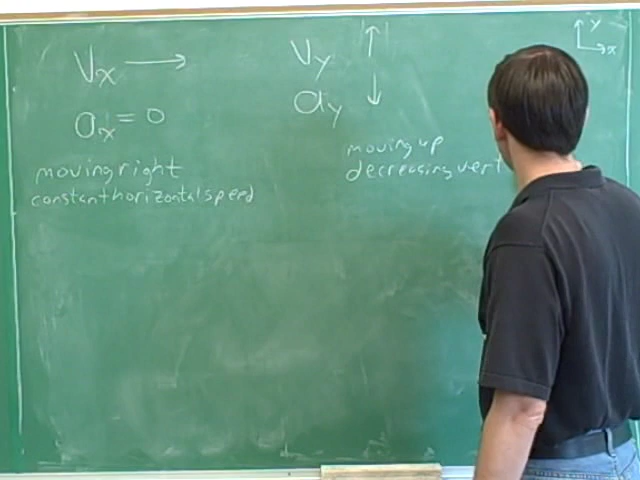 Vx →
ax = 0
moving right
constant horizontal speed
Vy ↑
ay ↓
moving up
decreasing vert
y
x